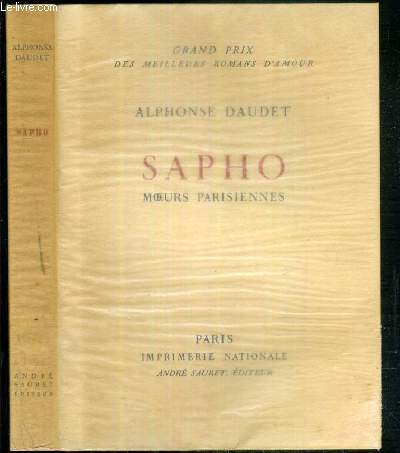 ALPHONSE
DAUDET
SAPHO
ANDRÉ
SAURET
ÉDITEUR
GRAND PRIX
DES MEILLEURS ROMANS D'AMOUR
ALPHONSE DAUDET
SAPHO
MŒURS PARISIENNES
PARIS
IMPRIMERIE NATIONALE
ANDRÉ SAURET, ÉDITEUR
© Le-livre.com